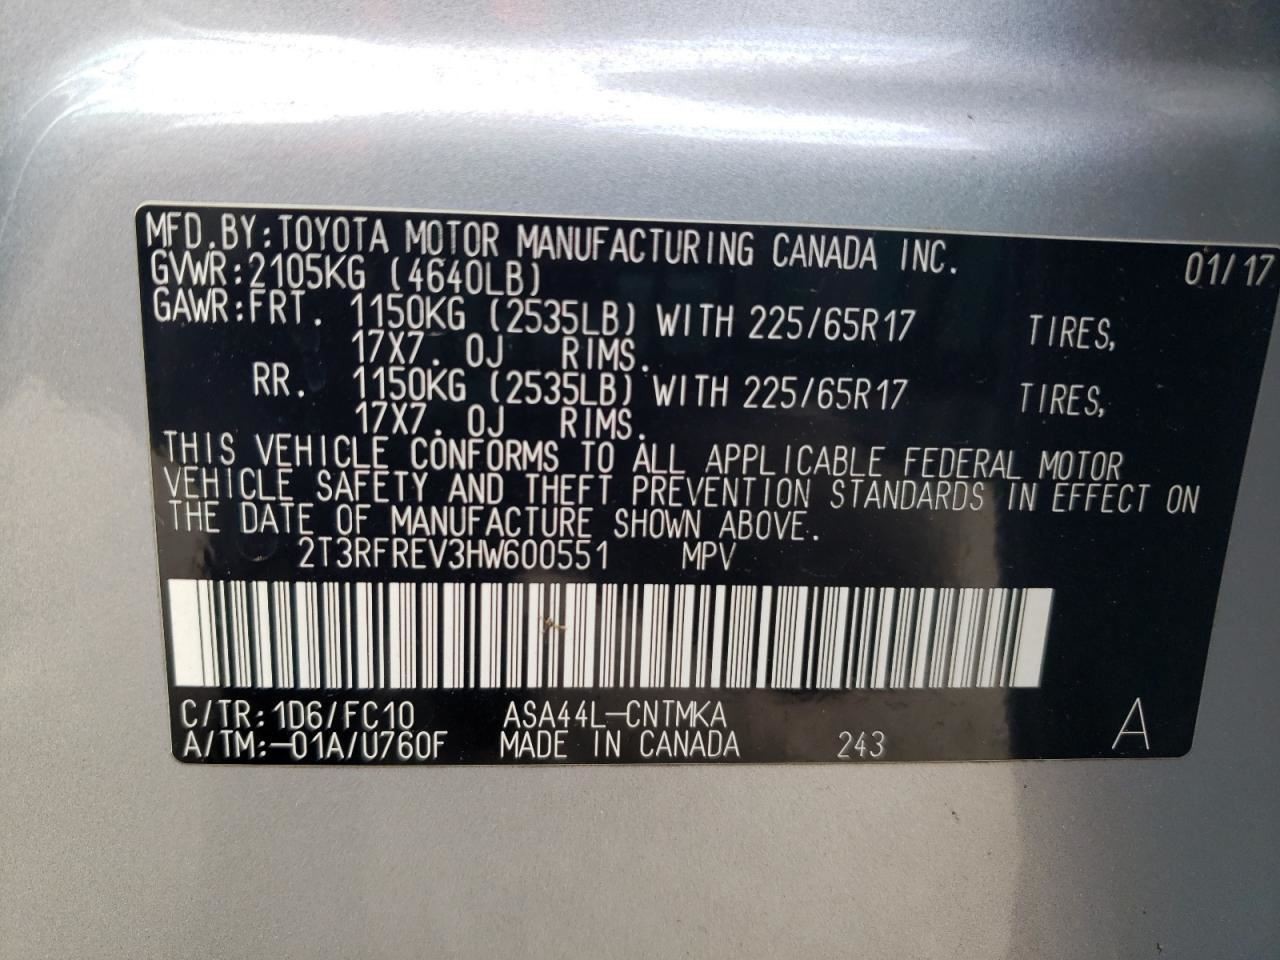 MFD.BY:TOYOTA MOTOR MANUFACTURING CANADA INC. 01/17
GVWR:2105KG (4640LB)
GAWR:FRT. 1150KG (2535LB) WITH 225/65R17 TIRES,
17X7.0J RIMS.
RR. 1150KG (2535LB) WITH 225/65R17 TIRES,
17X7.0J RIMS.
THIS VEHICLE CONFORMS TO ALL APPLICABLE FEDERAL MOTOR
VEHICLE SAFETY AND THEFT PREVENTION STANDARDS IN EFFECT ON
THE DATE OF MANUFACTURE SHOWN ABOVE.
2T3RFREV3HW600551 MPV
C/TR:1D6/FC10 ASA44L-CNTMKA
A/TM:-01A/U760F MADE IN CANADA 243 A